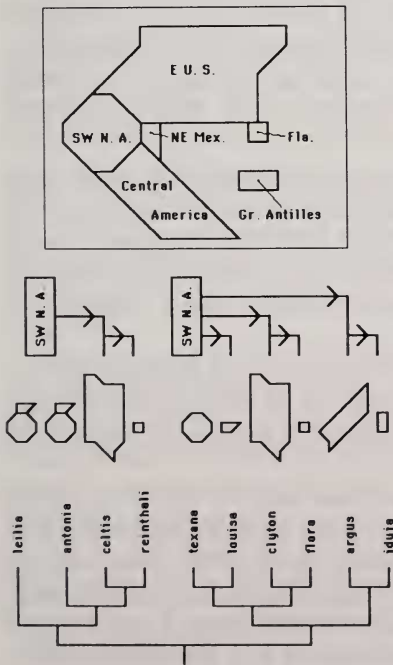 E U.S.
SW N. A.
NE Mex.
Fla.
Central
America
Gr. Antilles
SW N. A.
SW N. A.
leilia
antonia
celtis
reinthali
texana
louisa
clyton
flora
argus
idyja